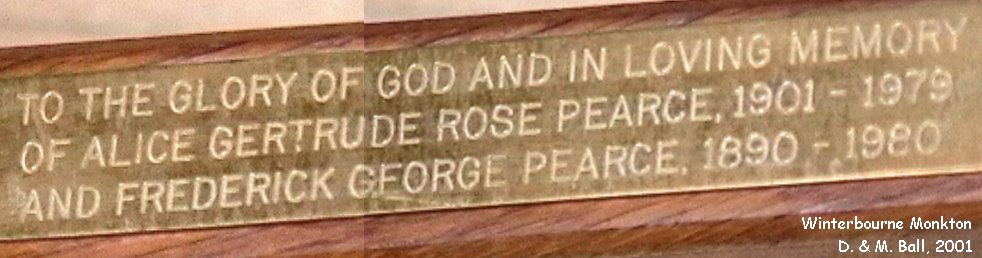 TO THE GLORY OF GOD AND IN LOVING MEMORY
OF ALICE GERTRUDE ROSE PEARCE, 1901 - 1979
AND FREDERICK GEORGE PEARCE, 1890 - 1980
Winterbourne Monkton
D. & M. Ball, 2001